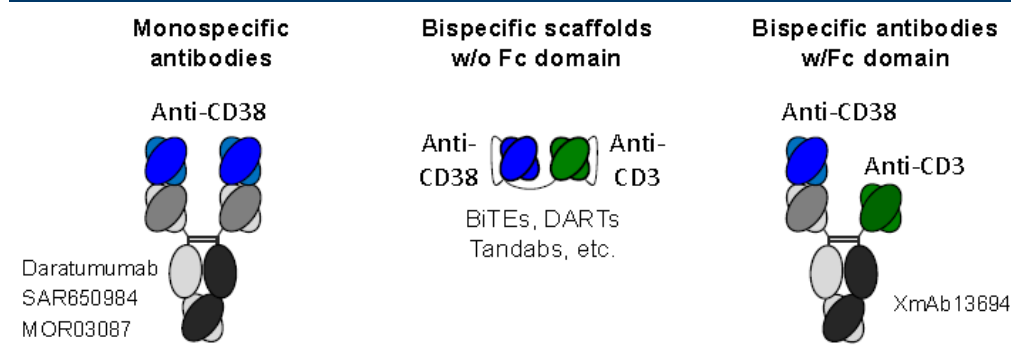 Monospecific
antibodies
Anti-CD38
Daratumumab
SAR650984
MOR03087
Bispecific scaffolds
w/o Fc domain
Anti-
CD38
Anti-
CD3
BiTEs, DARTs
Tandabs, etc.
Bispecific antibodies
w/Fc domain
Anti-CD38
Anti-CD3
XmAb13694